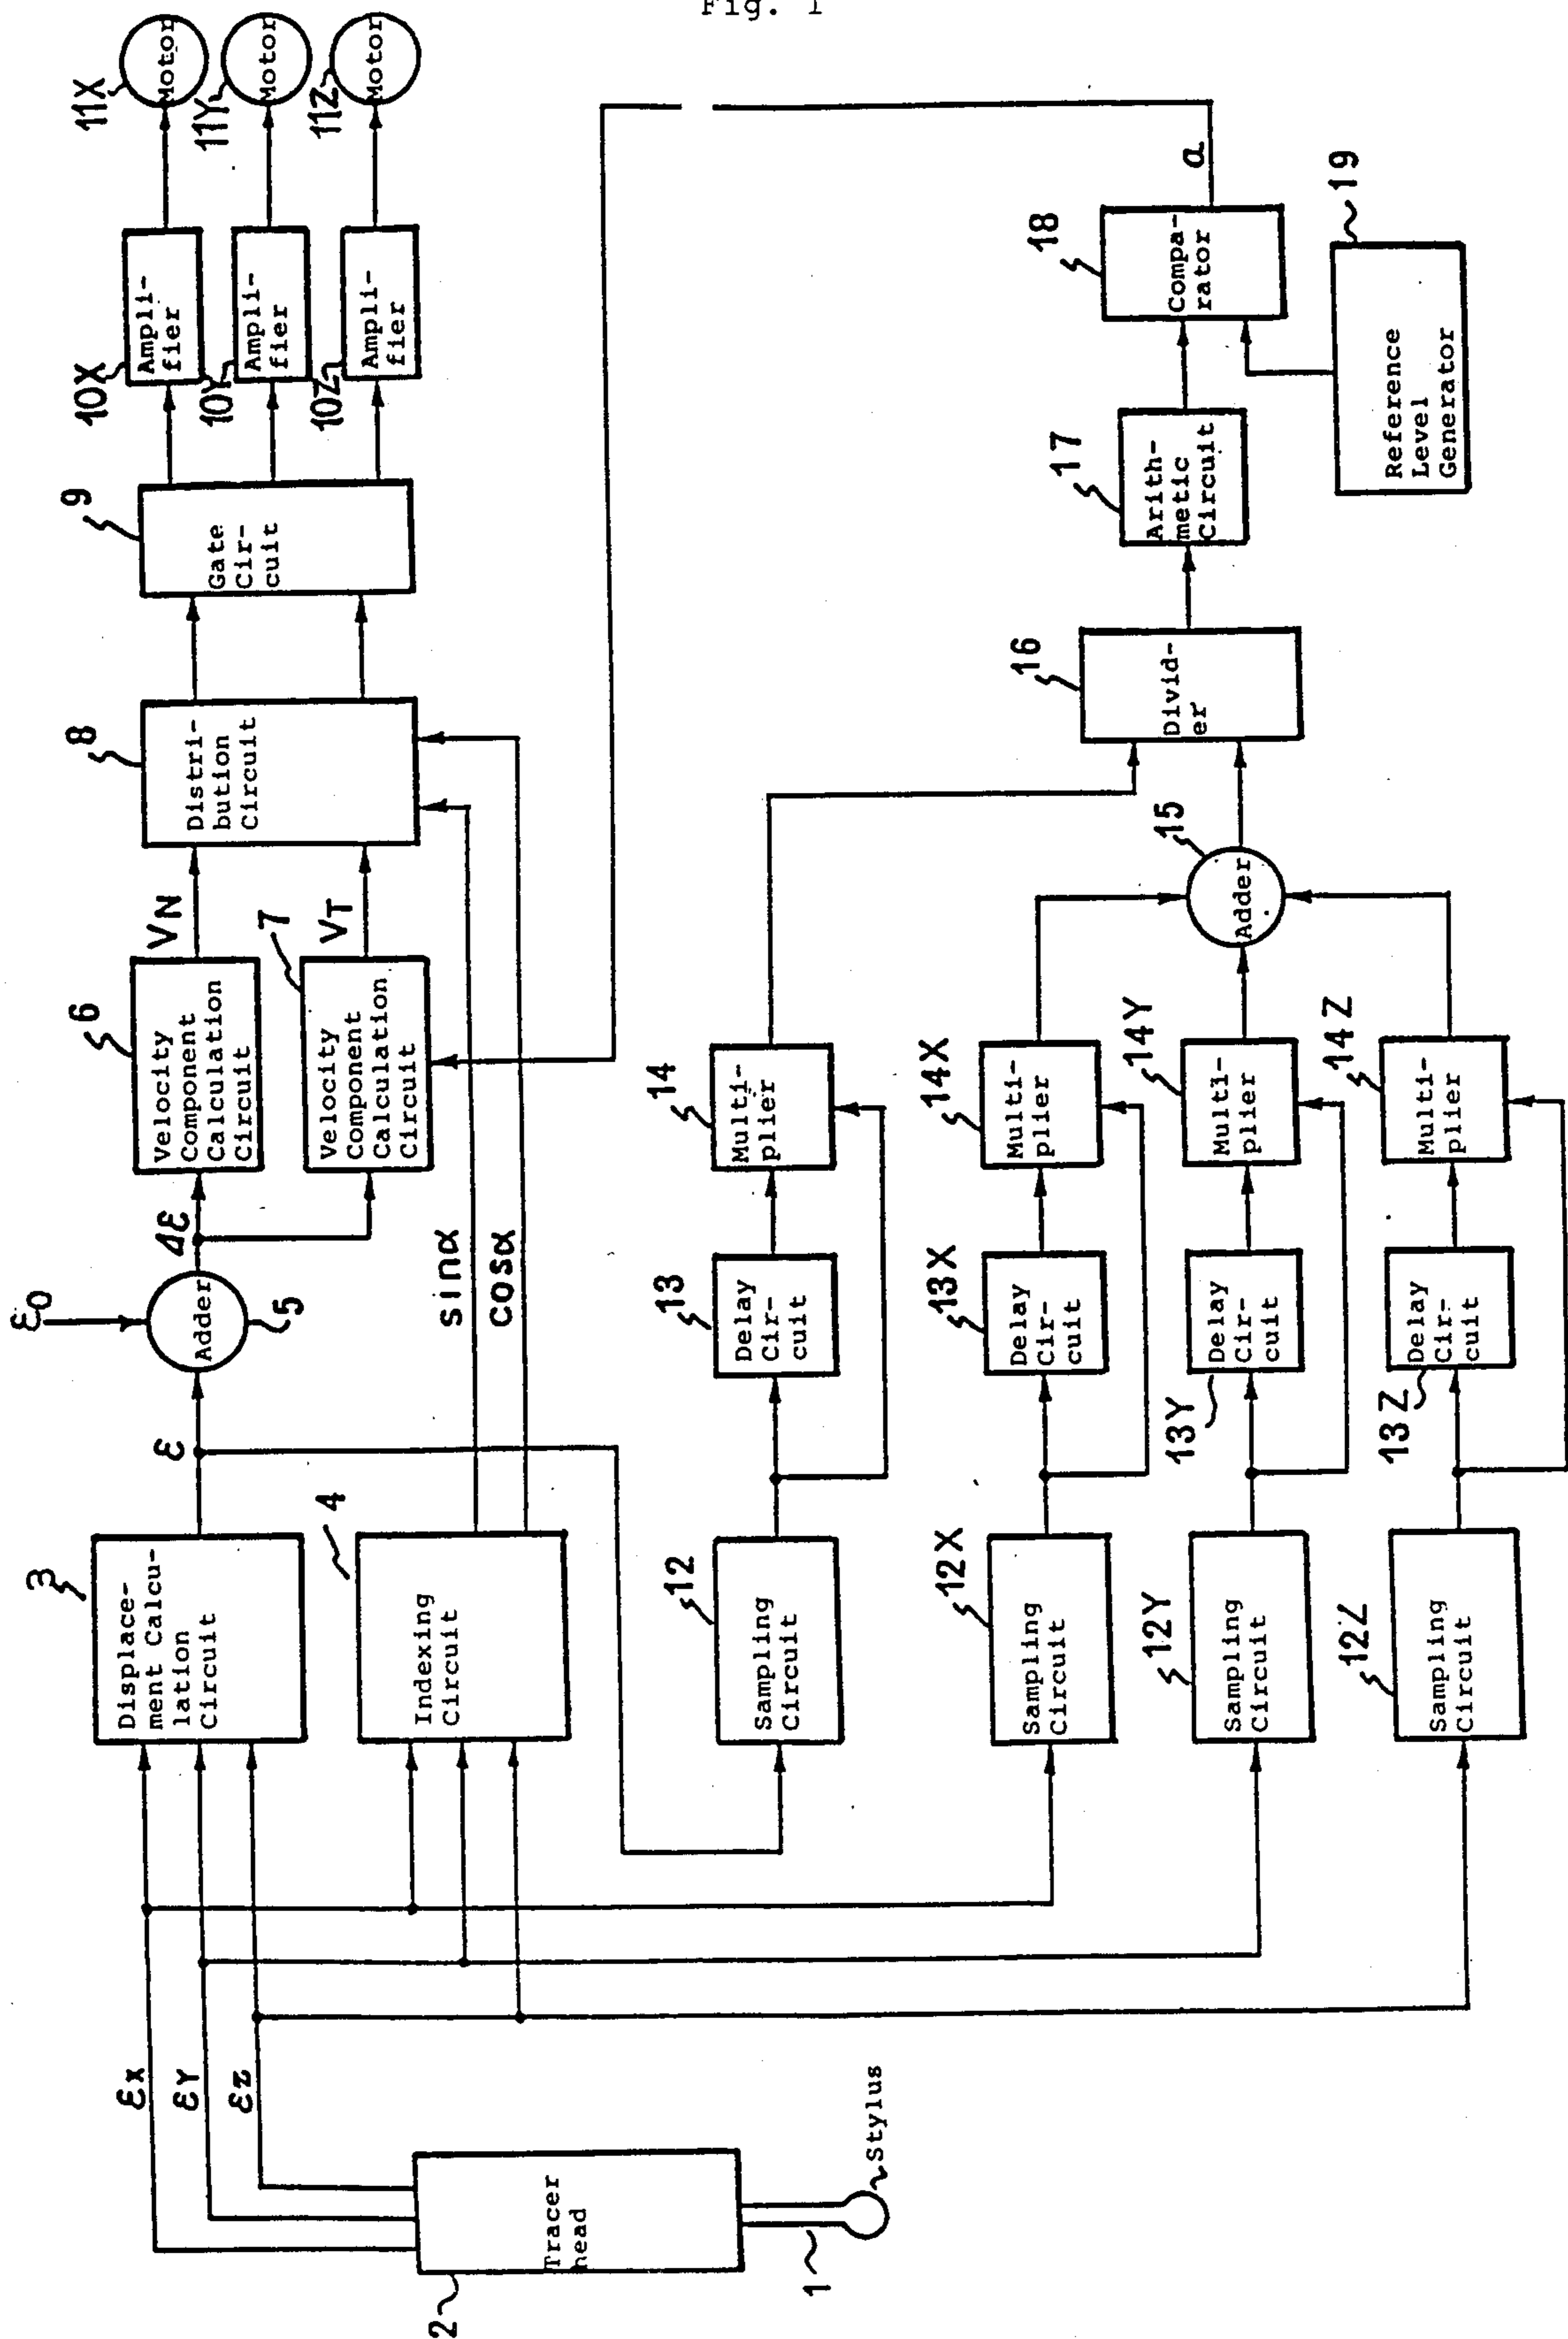 Fig. 1
11X
Motor
11Y
Motor
11Z
Motor
10X
Ampli-
fier
10Y
Ampli-
fier
10Z
Ampli-
fier
9
Gate
Cir-
cuit
8
Distri-
bution
Circuit
VN
VT
6
Velocity
Component
Calculation
Circuit
7
Velocity
Component
Calculation
Circuit
Δε
ε0
Adder
5
ε
sinα
cosα
3
Displace-
ment Calcu-
lation
Circuit
4
Indexing
Circuit
εX
εY
εZ
2
Tracer
head
1
Stylus
12
Sampling
Circuit
13
Delay
Cir-
cuit
14
Multi-
plier
12X
Sampling
Circuit
13X
Delay
Cir-
cuit
14X
Multi-
plier
12Y
Sampling
Circuit
13Y
Delay
Cir-
cuit
14Y
Multi-
plier
12Z
Sampling
Circuit
13Z
Delay
Cir-
cuit
14Z
Multi-
plier
15
Adder
16
Divid-
er
17
Arith-
metic
Circuit
18
Compa-
rator
a
19
Reference
Level
Generator